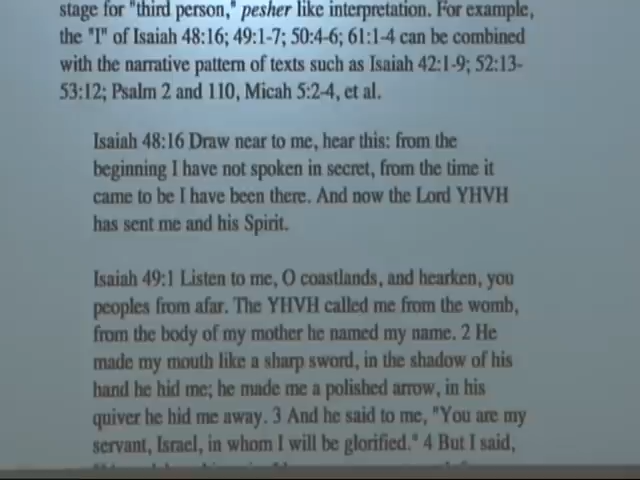 stage for "third person," pesher like interpretation. For example,
the "I" of Isaiah 48:16; 49:1-7; 50:4-6; 61:1-4 can be combined
with the narrative pattern of texts such as Isaiah 42:1-9; 52:13-
53:12; Psalm 2 and 110, Micah 5:2-4, et al.
Isaiah 48:16 Draw near to me, hear this: from the
beginning I have not spoken in secret, from the time it
came to be I have been there. And now the Lord YHVH
has sent me and his Spirit.
Isaiah 49:1 Listen to me, O coastlands, and hearken, you
peoples from afar. The YHVH called me from the womb,
from the body of my mother he named my name. 2 He
made my mouth like a sharp sword, in the shadow of his
hand he hid me; he made me a polished arrow, in his
quiver he hid me away. 3 And he said to me, "You are my
servant, Israel, in whom I will be glorified." 4 But I said,